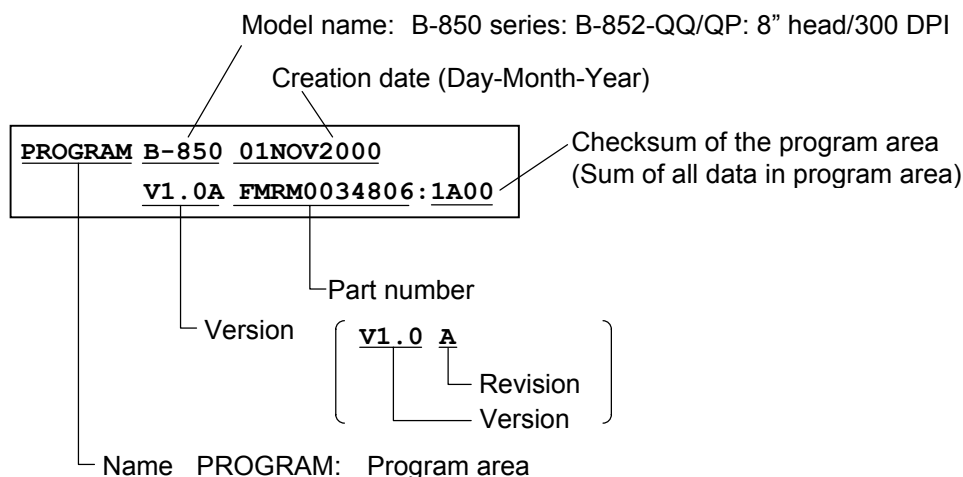 Model name: B-850 series: B-852-QQ/QP: 8” head/300 DPI
Creation date (Day-Month-Year)
PROGRAM B-850 01NOV2000
V1.0A FMRM0034806:1A00
Checksum of the program area
(Sum of all data in program area)
Part number
Version
V1.0 A
Revision
Version
Name PROGRAM: Program area